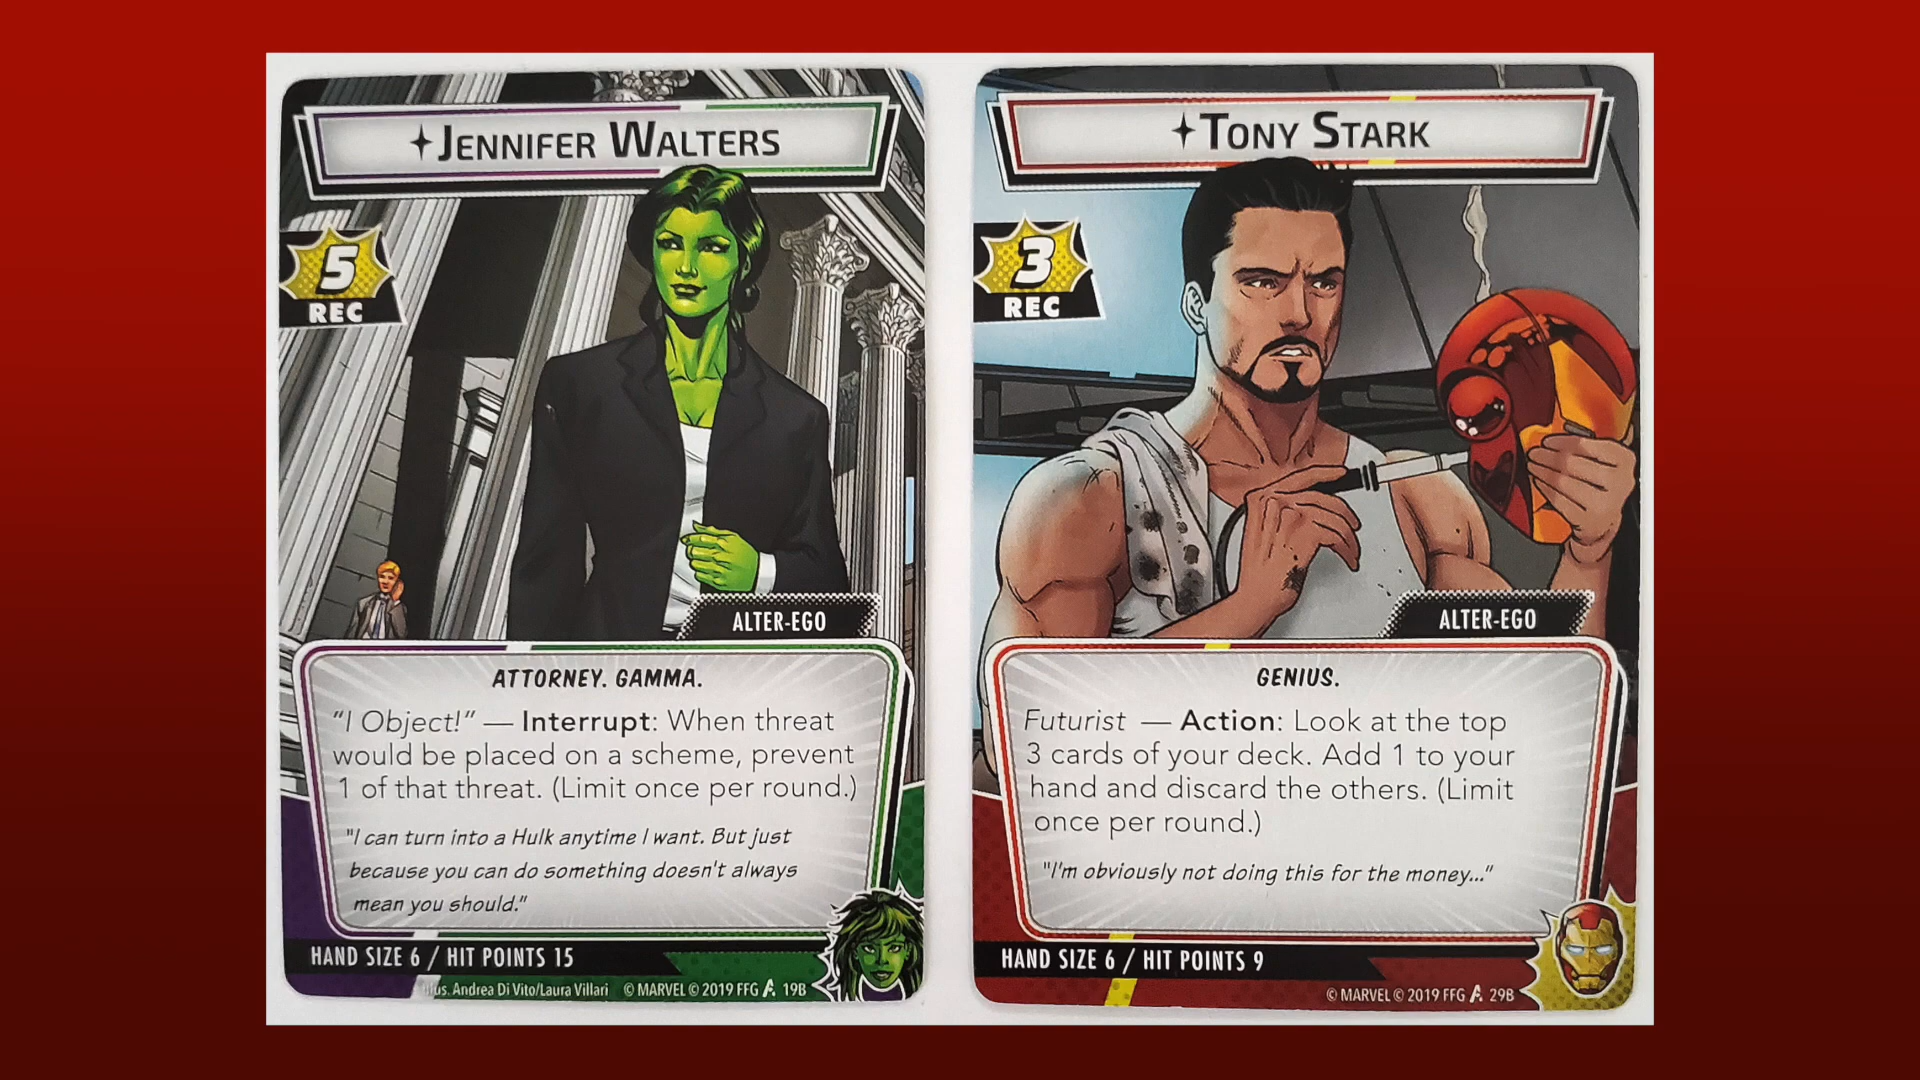 JENNIFER WALTERS
5
REC
ALTER-EGO
ATTORNEY. GAMMA.
"I Object!" — Interrupt: When threat
would be placed on a scheme, prevent
1 of that threat. (Limit once per round.)
"I can turn into a Hulk anytime I want. But just
because you can do something doesn't always
mean you should."
HAND SIZE 6 / HIT POINTS 15
Andrea Di Vito/Laura Villari © MARVEL © 2019 FFG 19B
TONY STARK
3
REC
ALTER-EGO
GENIUS.
Futurist — Action: Look at the top
3 cards of your deck. Add 1 to your
hand and discard the others. (Limit
once per round.)
"I'm obviously not doing this for the money..."
HAND SIZE 6 / HIT POINTS 9
© MARVEL © 2019 FFG 29B